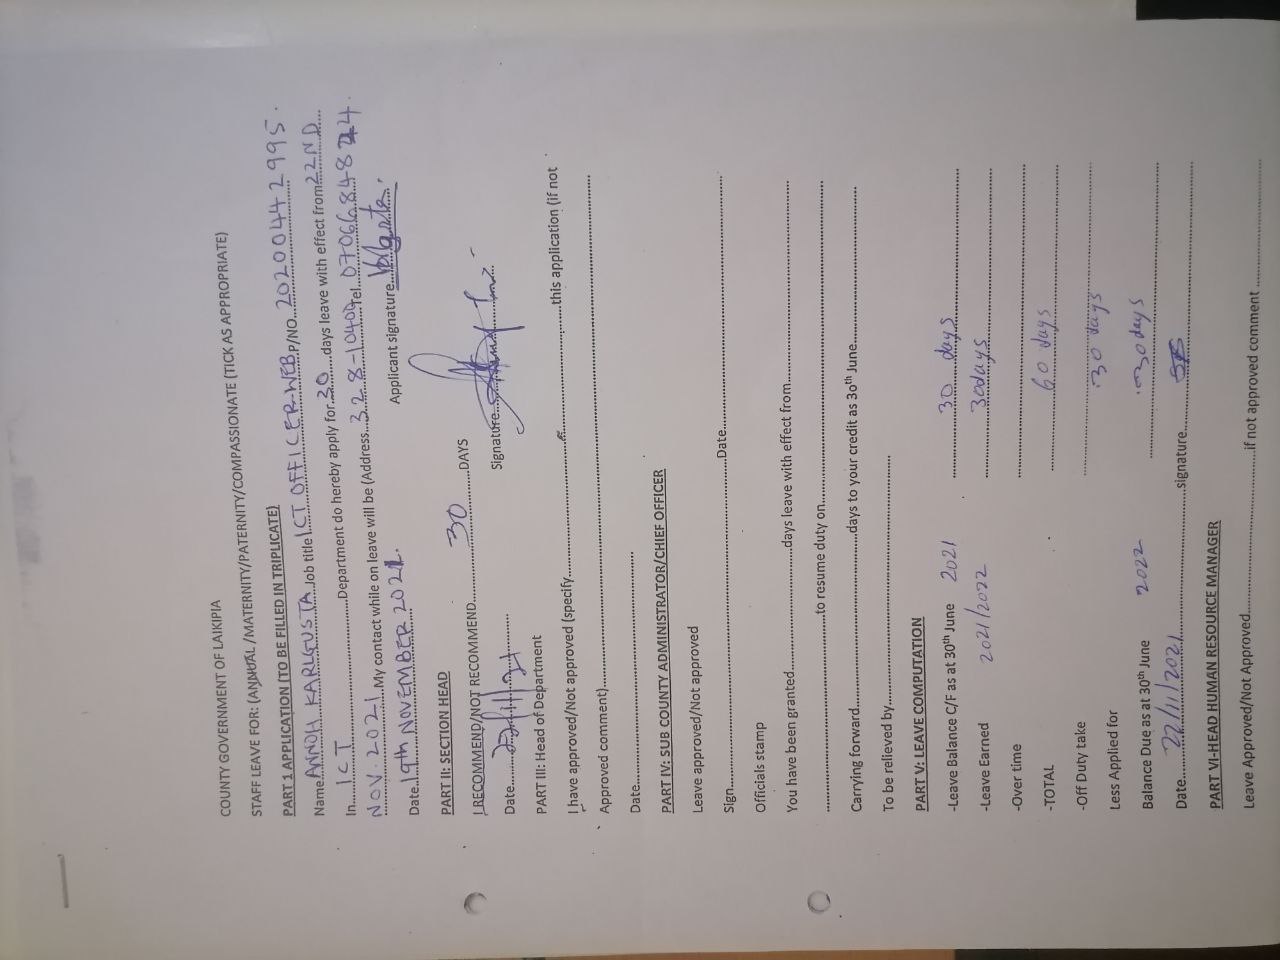 COUNTY GOVERNMENT OF LAIKIPIA
STAFF LEAVE FOR: (ANNUAL /MATERNITY/PATERNITY/COMPASSIONATE (TICK AS APPROPRIATE)
PART 1 APPLICATION (TO BE FILLED IN TRIPLICATE)
Name ANNOH KARLGUSTA Job title ICT OFFICER-WEB P/NO. 20200442995.
In ICT Department do hereby apply for 30 days leave with effect from 22ND
NOV. 2021 My contact while on leave will be (Address 328-10400 Tel 0706684824.
Date 19th NOVEMBER 2021. Applicant signature
PART II: SECTION HEAD
I RECOMMEND/NOT RECOMMEND 30 DAYS
Date 22/11/21 Signature
PART III: Head of Department
I have approved/Not approved (specify this application (if not
Approved comment)
Date
PART IV: SUB COUNTY ADMINISTRATOR/CHIEF OFFICER
Leave approved/Not approved
Sign Date
Officials stamp
You have been granted days leave with effect from
to resume duty on
Carrying forward days to your credit as 3oth June
To be relieved by
PART V: LEAVE COMPUTATION
-Leave Balance C/F as at 30th June 2021 30 days
-Leave Earned 2021/2022 30days
-Over time
-TOTAL 60 days
-Off Duty take
Less Applied for 30 days
Balance Due as at 30th June 2022 30days
Date 22/11/2021 signature
PART VI-HEAD HUMAN RESOURCE MANAGER
Leave Approved/Not Approved if not approved comment